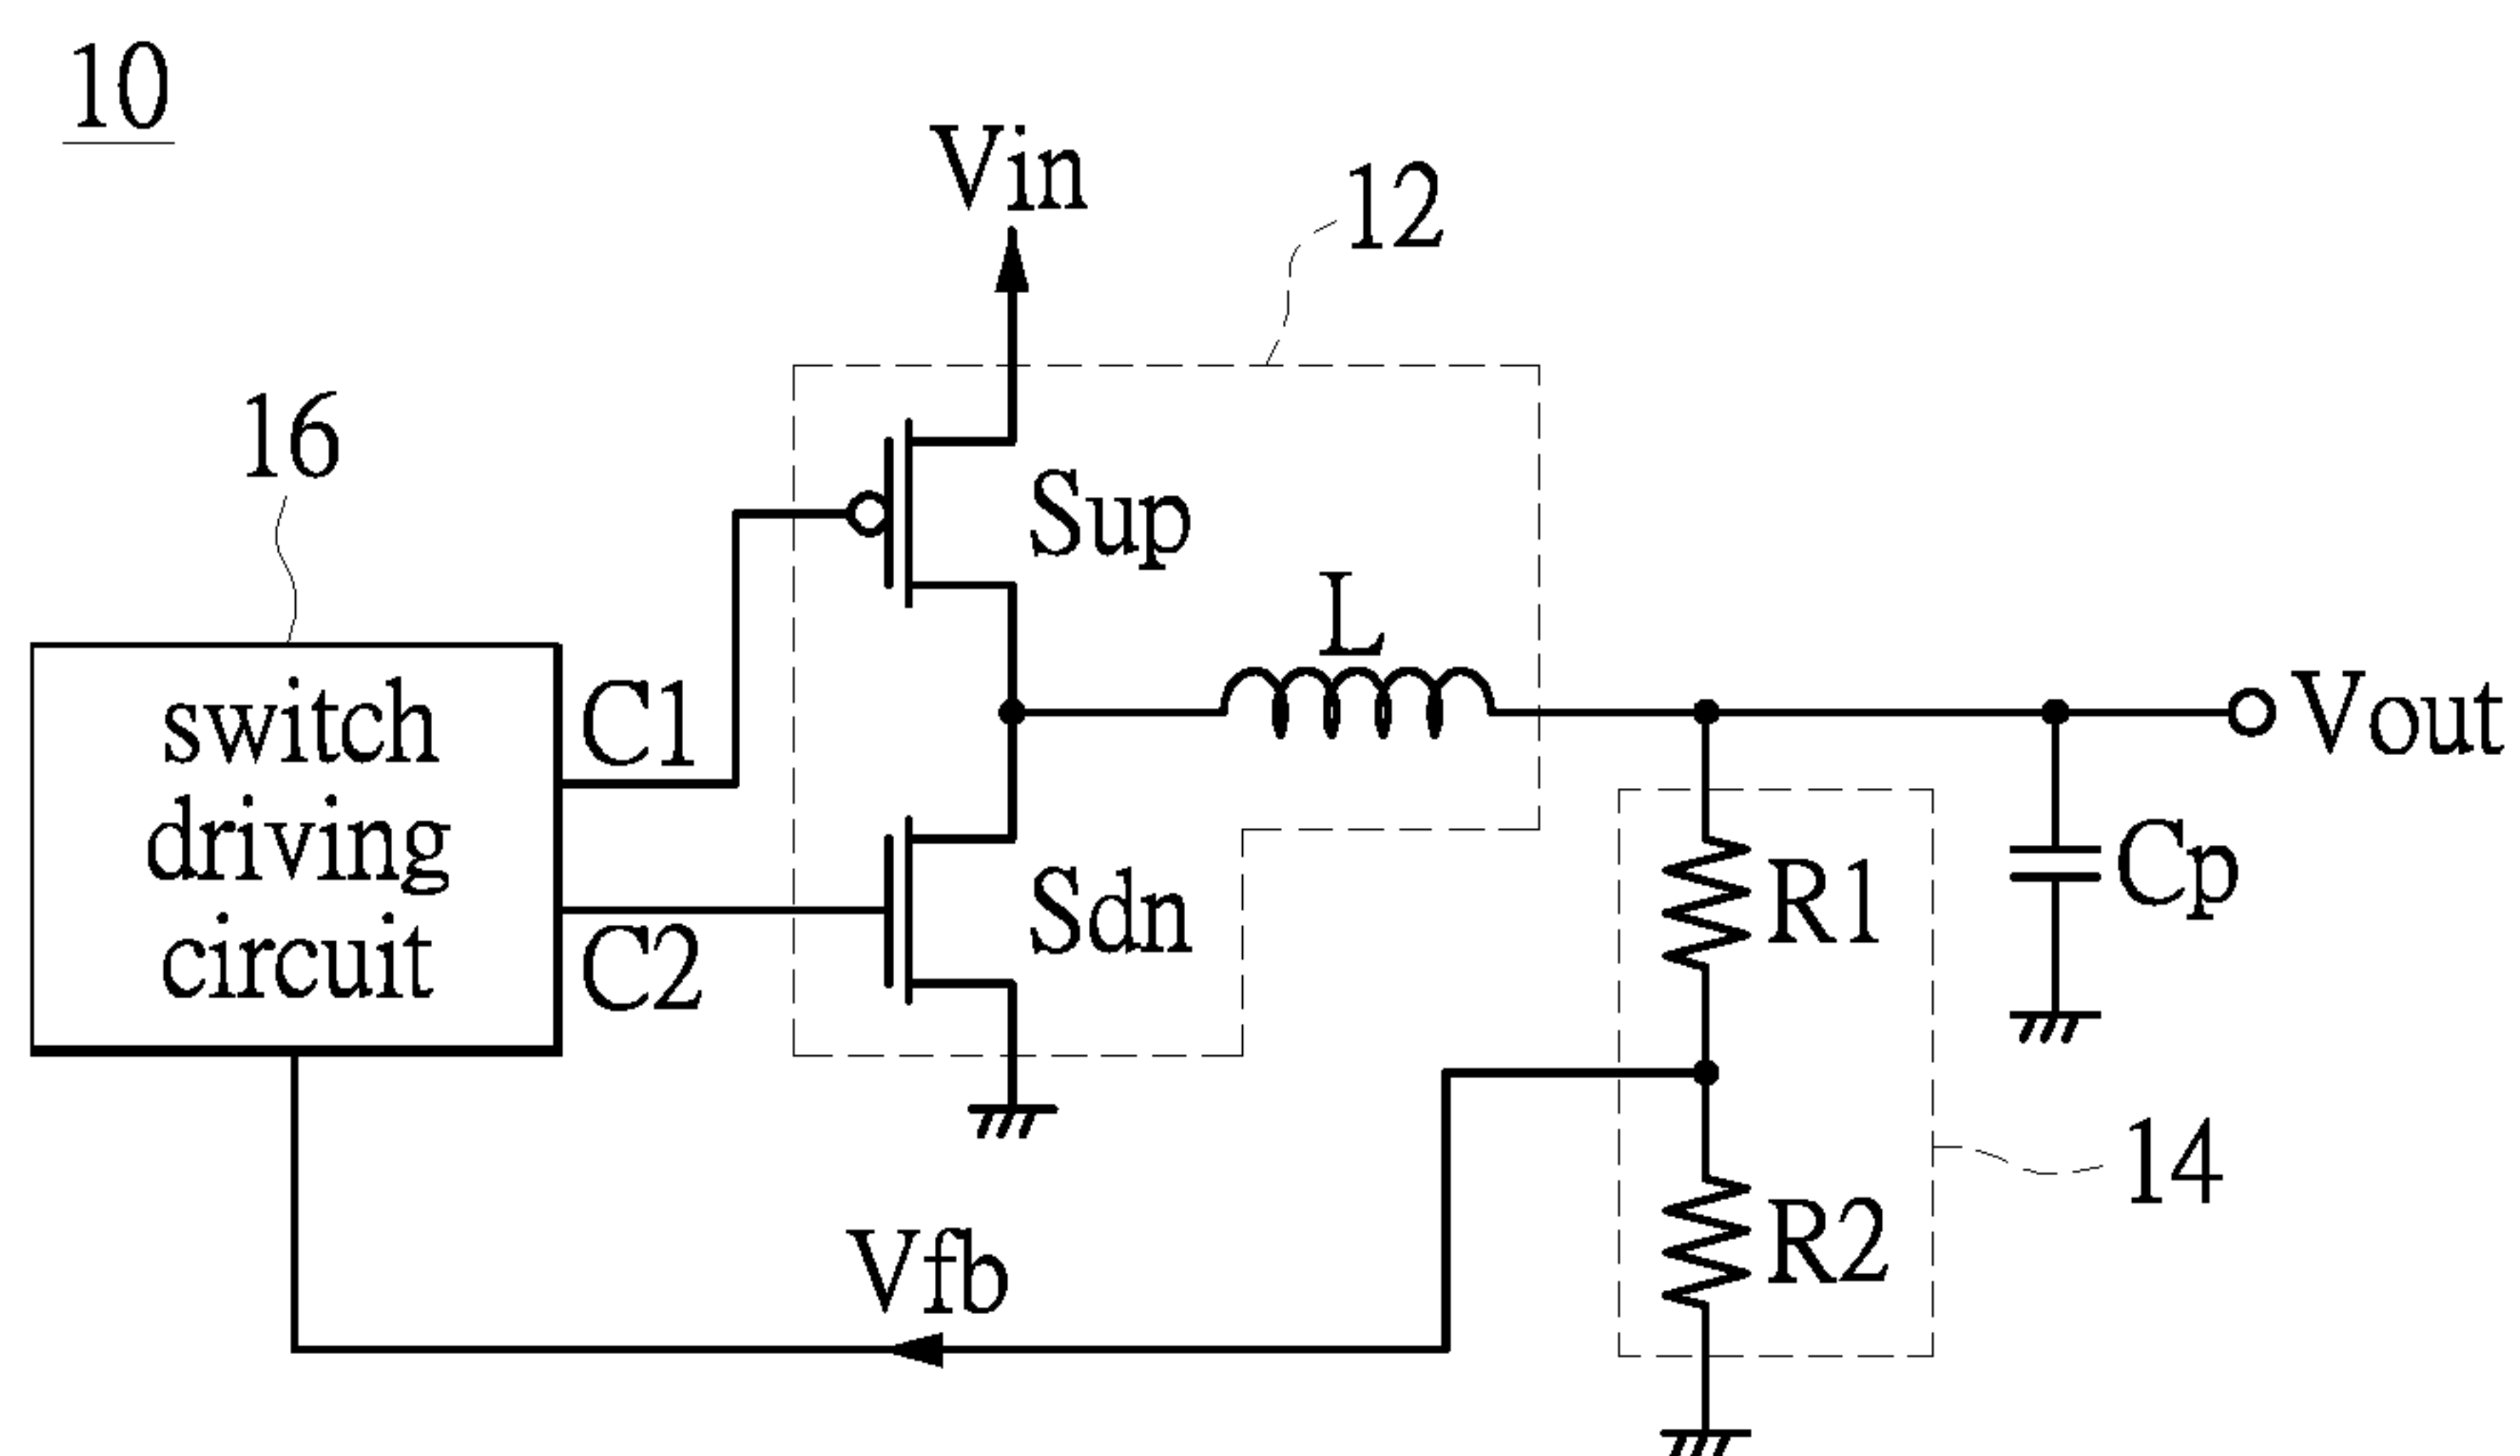 10
Vin
12
16
Sup
L
switch
driving
circuit
C1
C2
Vout
Sdn
R1
Cp
14
R2
Vfb